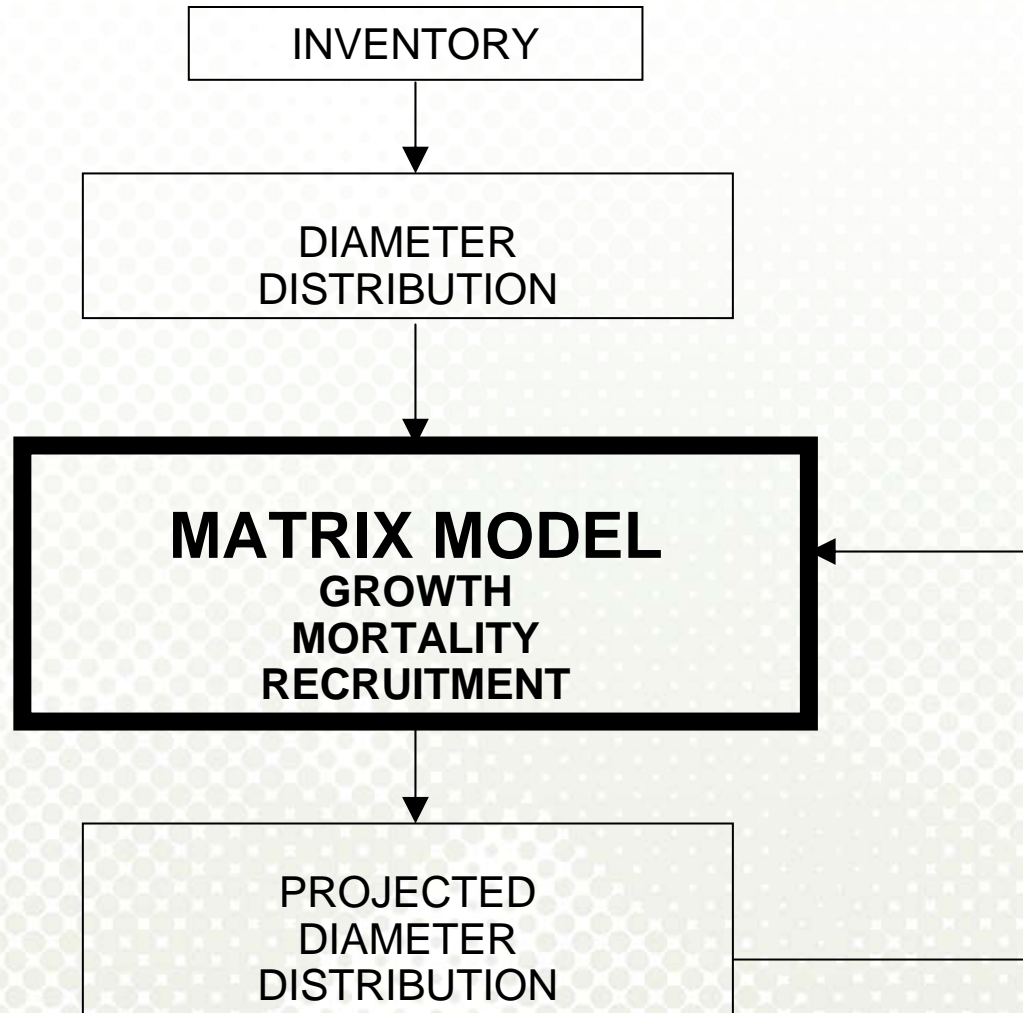 INVENTORY
DIAMETER
DISTRIBUTION
MATRIX MODEL
GROWTH
MORTALITY
RECRUITMENT
PROJECTED
DIAMETER
DISTRIBUTION